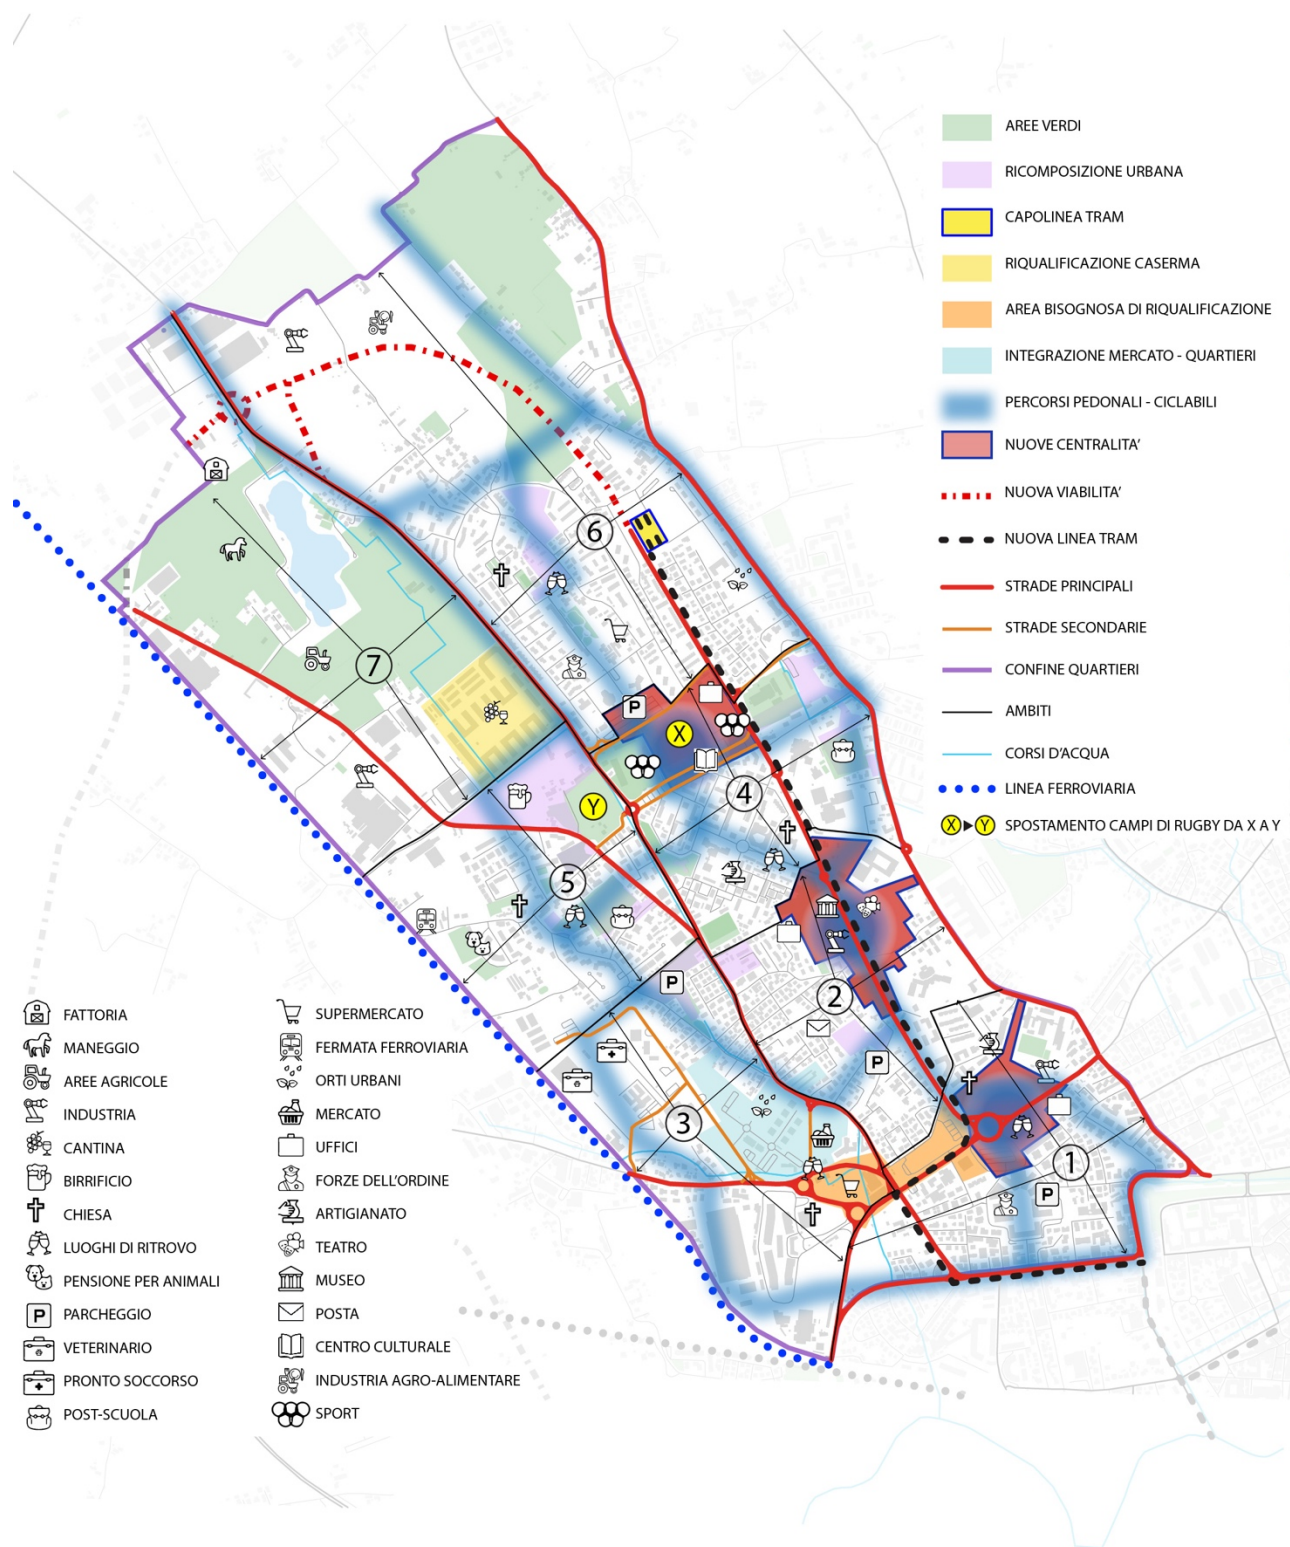 AREE VERDI
RICOMPOSIZIONE URBANA
CAPOLINEA TRAM
RIQUALIFICAZIONE CASERMA
AREA BISOGNOSA DI RIQUALIFICAZIONE
INTEGRAZIONE MERCATO - QUARTIERI
PERCORSI PEDONALI - CICLABILI
NUOVE CENTRALITA'
NUOVA VIABILITA'
NUOVA LINEA TRAM
STRADE PRINCIPALI
STRADE SECONDARIE
CONFINE QUARTIERI
AMBITI
CORSI D'ACQUA
LINEA FERROVIARIA
X Y SPOSTAMENTO CAMPI DI RUGBY DA X A Y
6
7
P
X
Y
4
5
P
2
P
3
1
P
FATTORIA
MANEGGIO
AREE AGRICOLE
INDUSTRIA
CANTINA
BIRRIFICIO
CHIESA
LUOGHI DI RITROVO
PENSIONE PER ANIMALI
P PARCHEGGIO
VETERINARIO
PRONTO SOCCORSO
POST-SCUOLA
SUPERMERCATO
FERMATA FERROVIARIA
ORTI URBANI
MERCATO
UFFICI
FORZE DELL'ORDINE
ARTIGIANATO
TEATRO
MUSEO
POSTA
CENTRO CULTURALE
INDUSTRIA AGRO-ALIMENTARE
SPORT